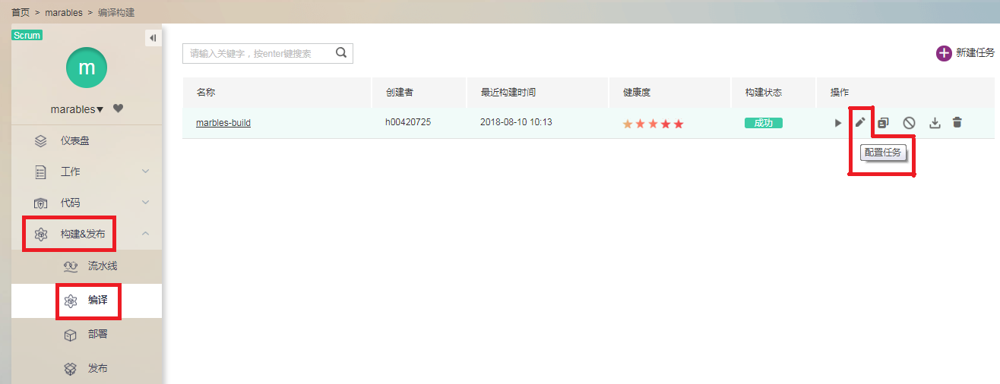 首页 > marables > 编译构建
Scrum
m
marables
仪表盘
工作
代码
构建&发布
流水线
编译
部署
发布
请输入关键字，按enter键搜索
新建任务
名称 创建者 最近构建时间 健康度 构建状态 操作
marbles-build h00420725 2018-08-10 10:13 成功
配置任务